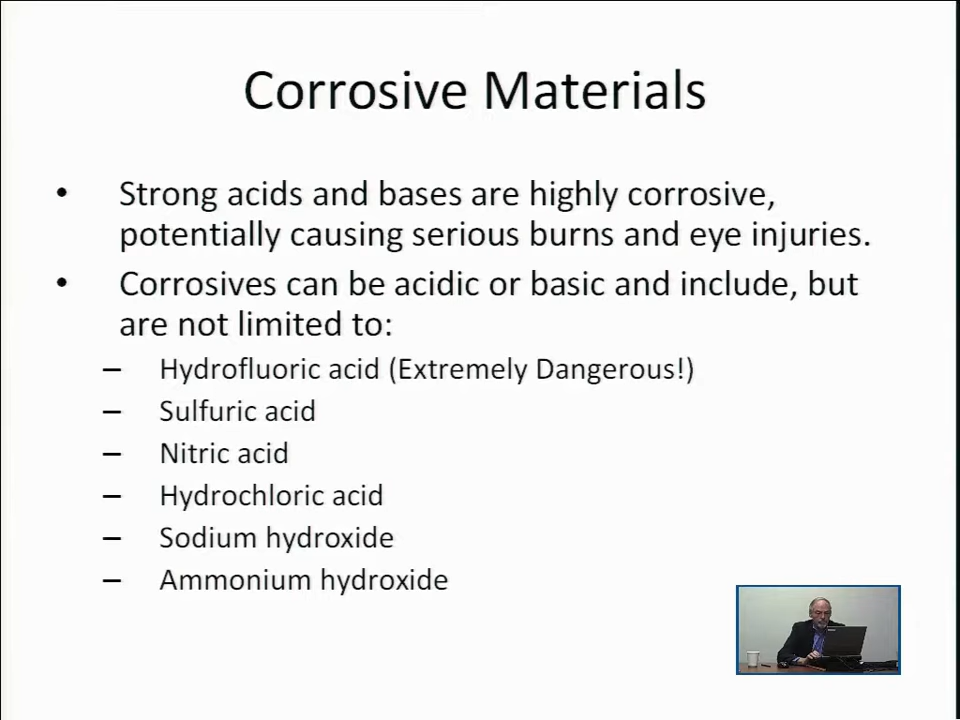 Corrosive Materials
• Strong acids and bases are highly corrosive,
potentially causing serious burns and eye injuries.
• Corrosives can be acidic or basic and include, but
are not limited to:
– Hydrofluoric acid (Extremely Dangerous!)
– Sulfuric acid
– Nitric acid
– Hydrochloric acid
– Sodium hydroxide
– Ammonium hydroxide